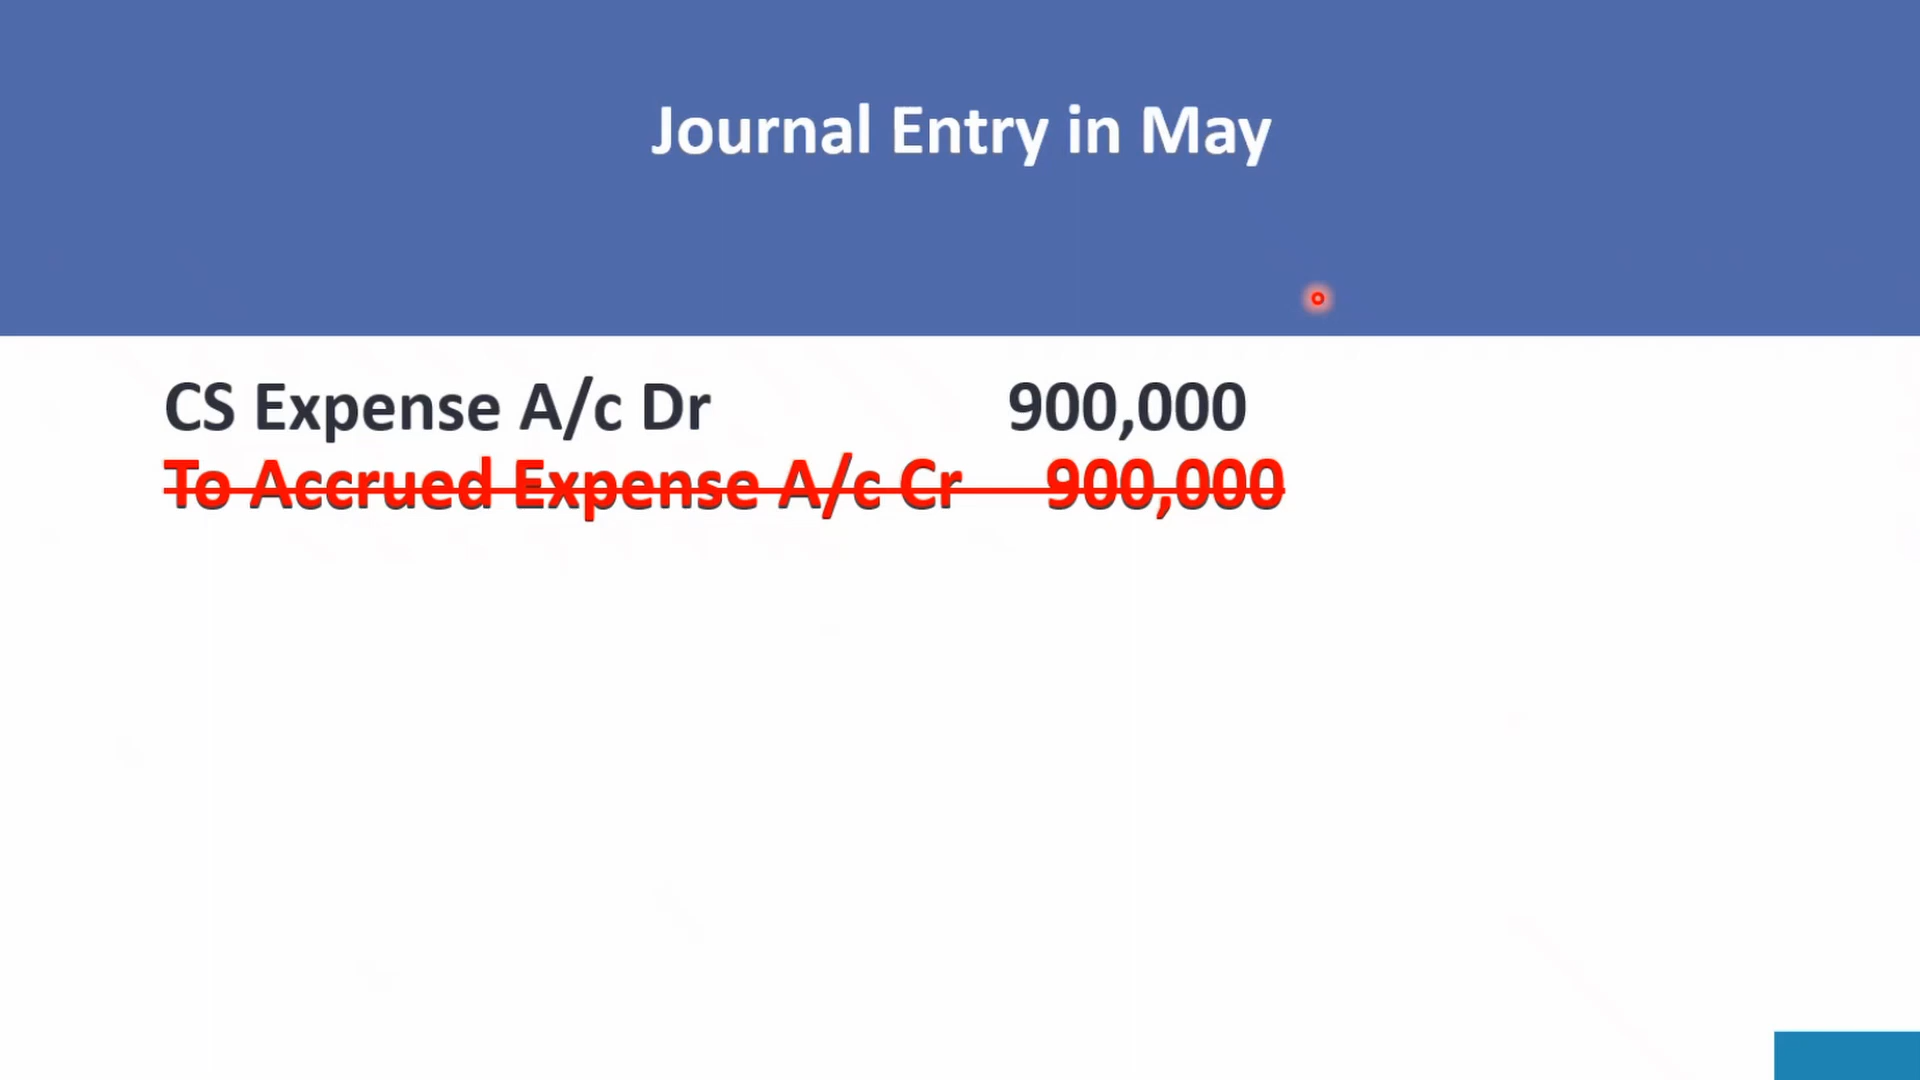 Journal Entry in May
CS Expense A/c Dr 900,000
To Accrued Expense A/c Cr 900,000